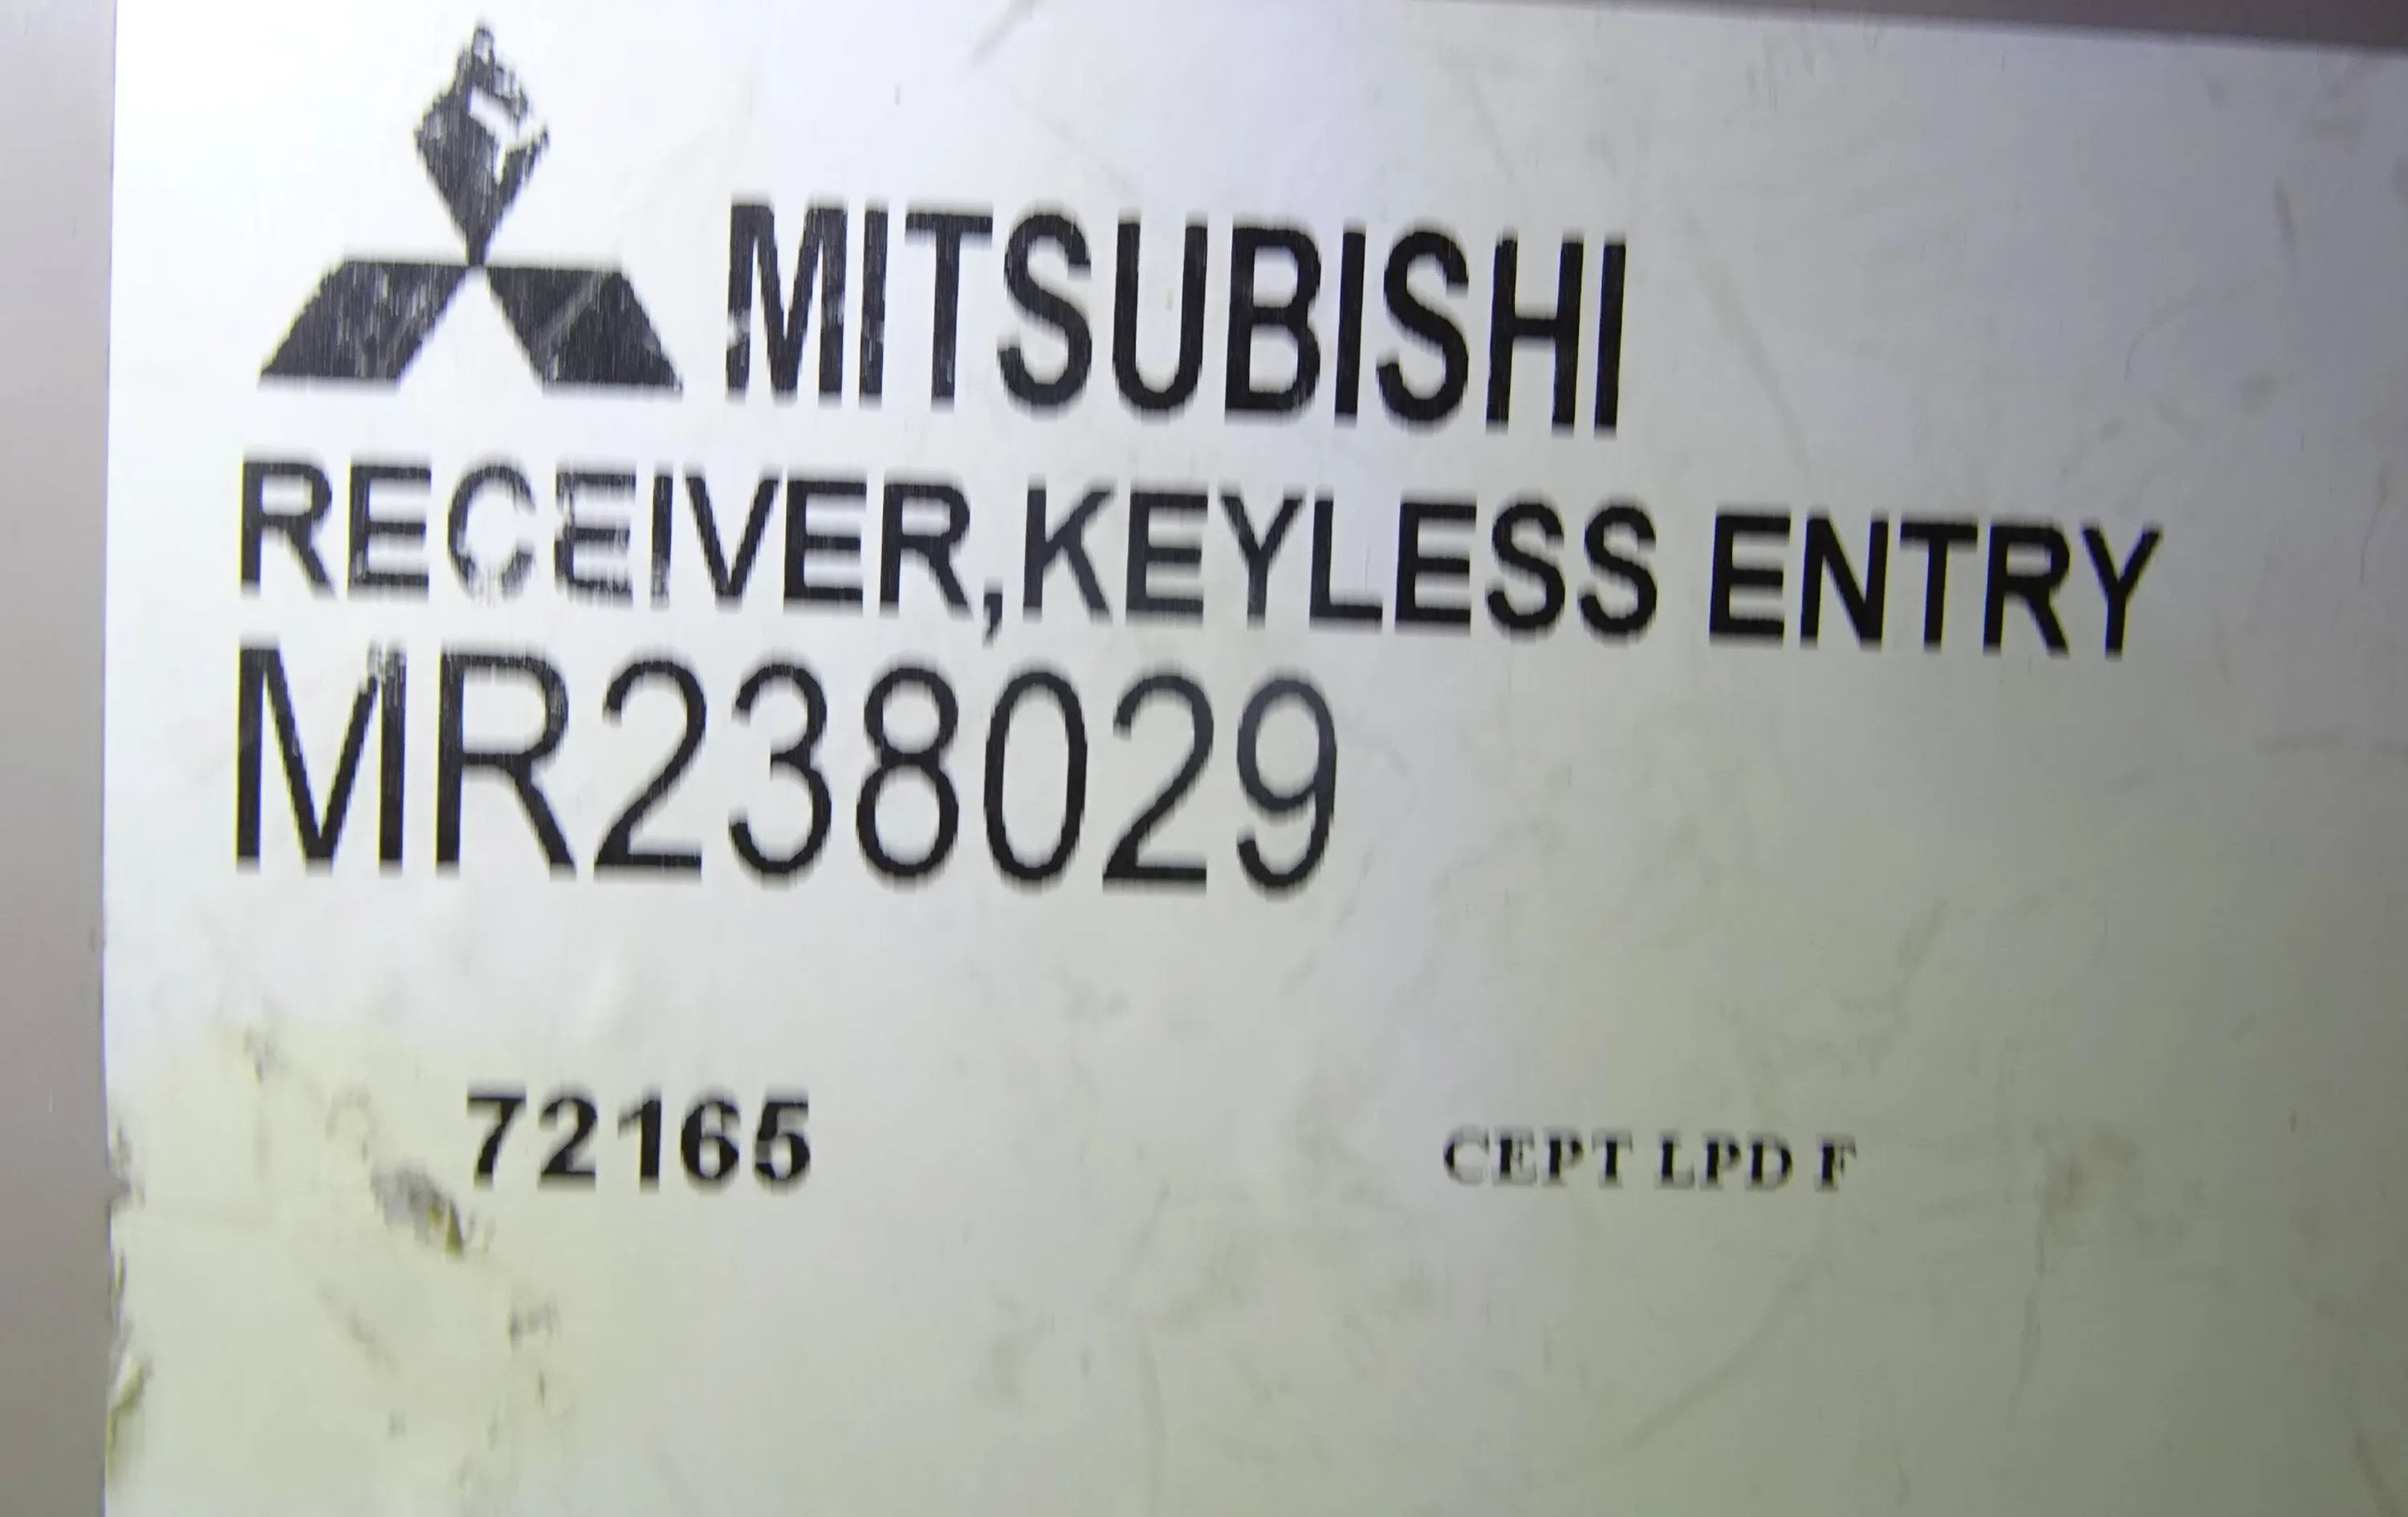 MITSUBISHI
RECEIVER,KEYLESS ENTRY
MR238029
72165 CEPT LPD F